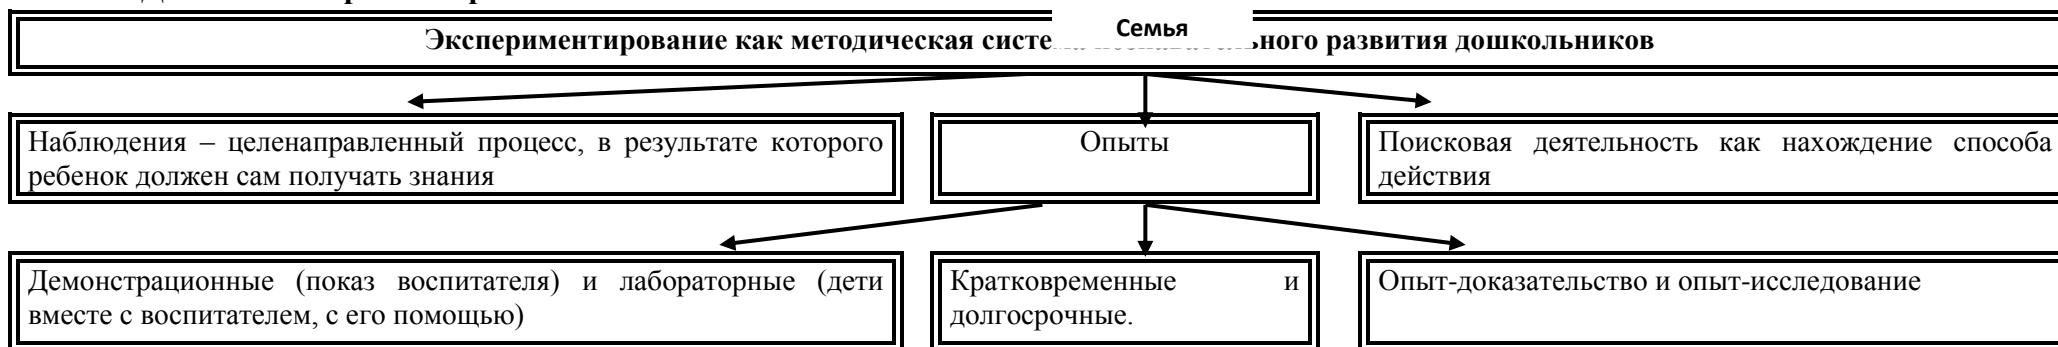 Семья
Экспериментирование как методическая систе ного развития дошкольников
Наблюдения – целенаправленный процесс, в результате которого
ребенок должен сам получать знания
Опыты
Поисковая деятельность как нахождение способа
действия
Демонстрационные (показ воспитателя) и лабораторные (дети
вместе с воспитателем, с его помощью)
Кратковременные и
долгосрочные.
Опыт-доказательство и опыт-исследование